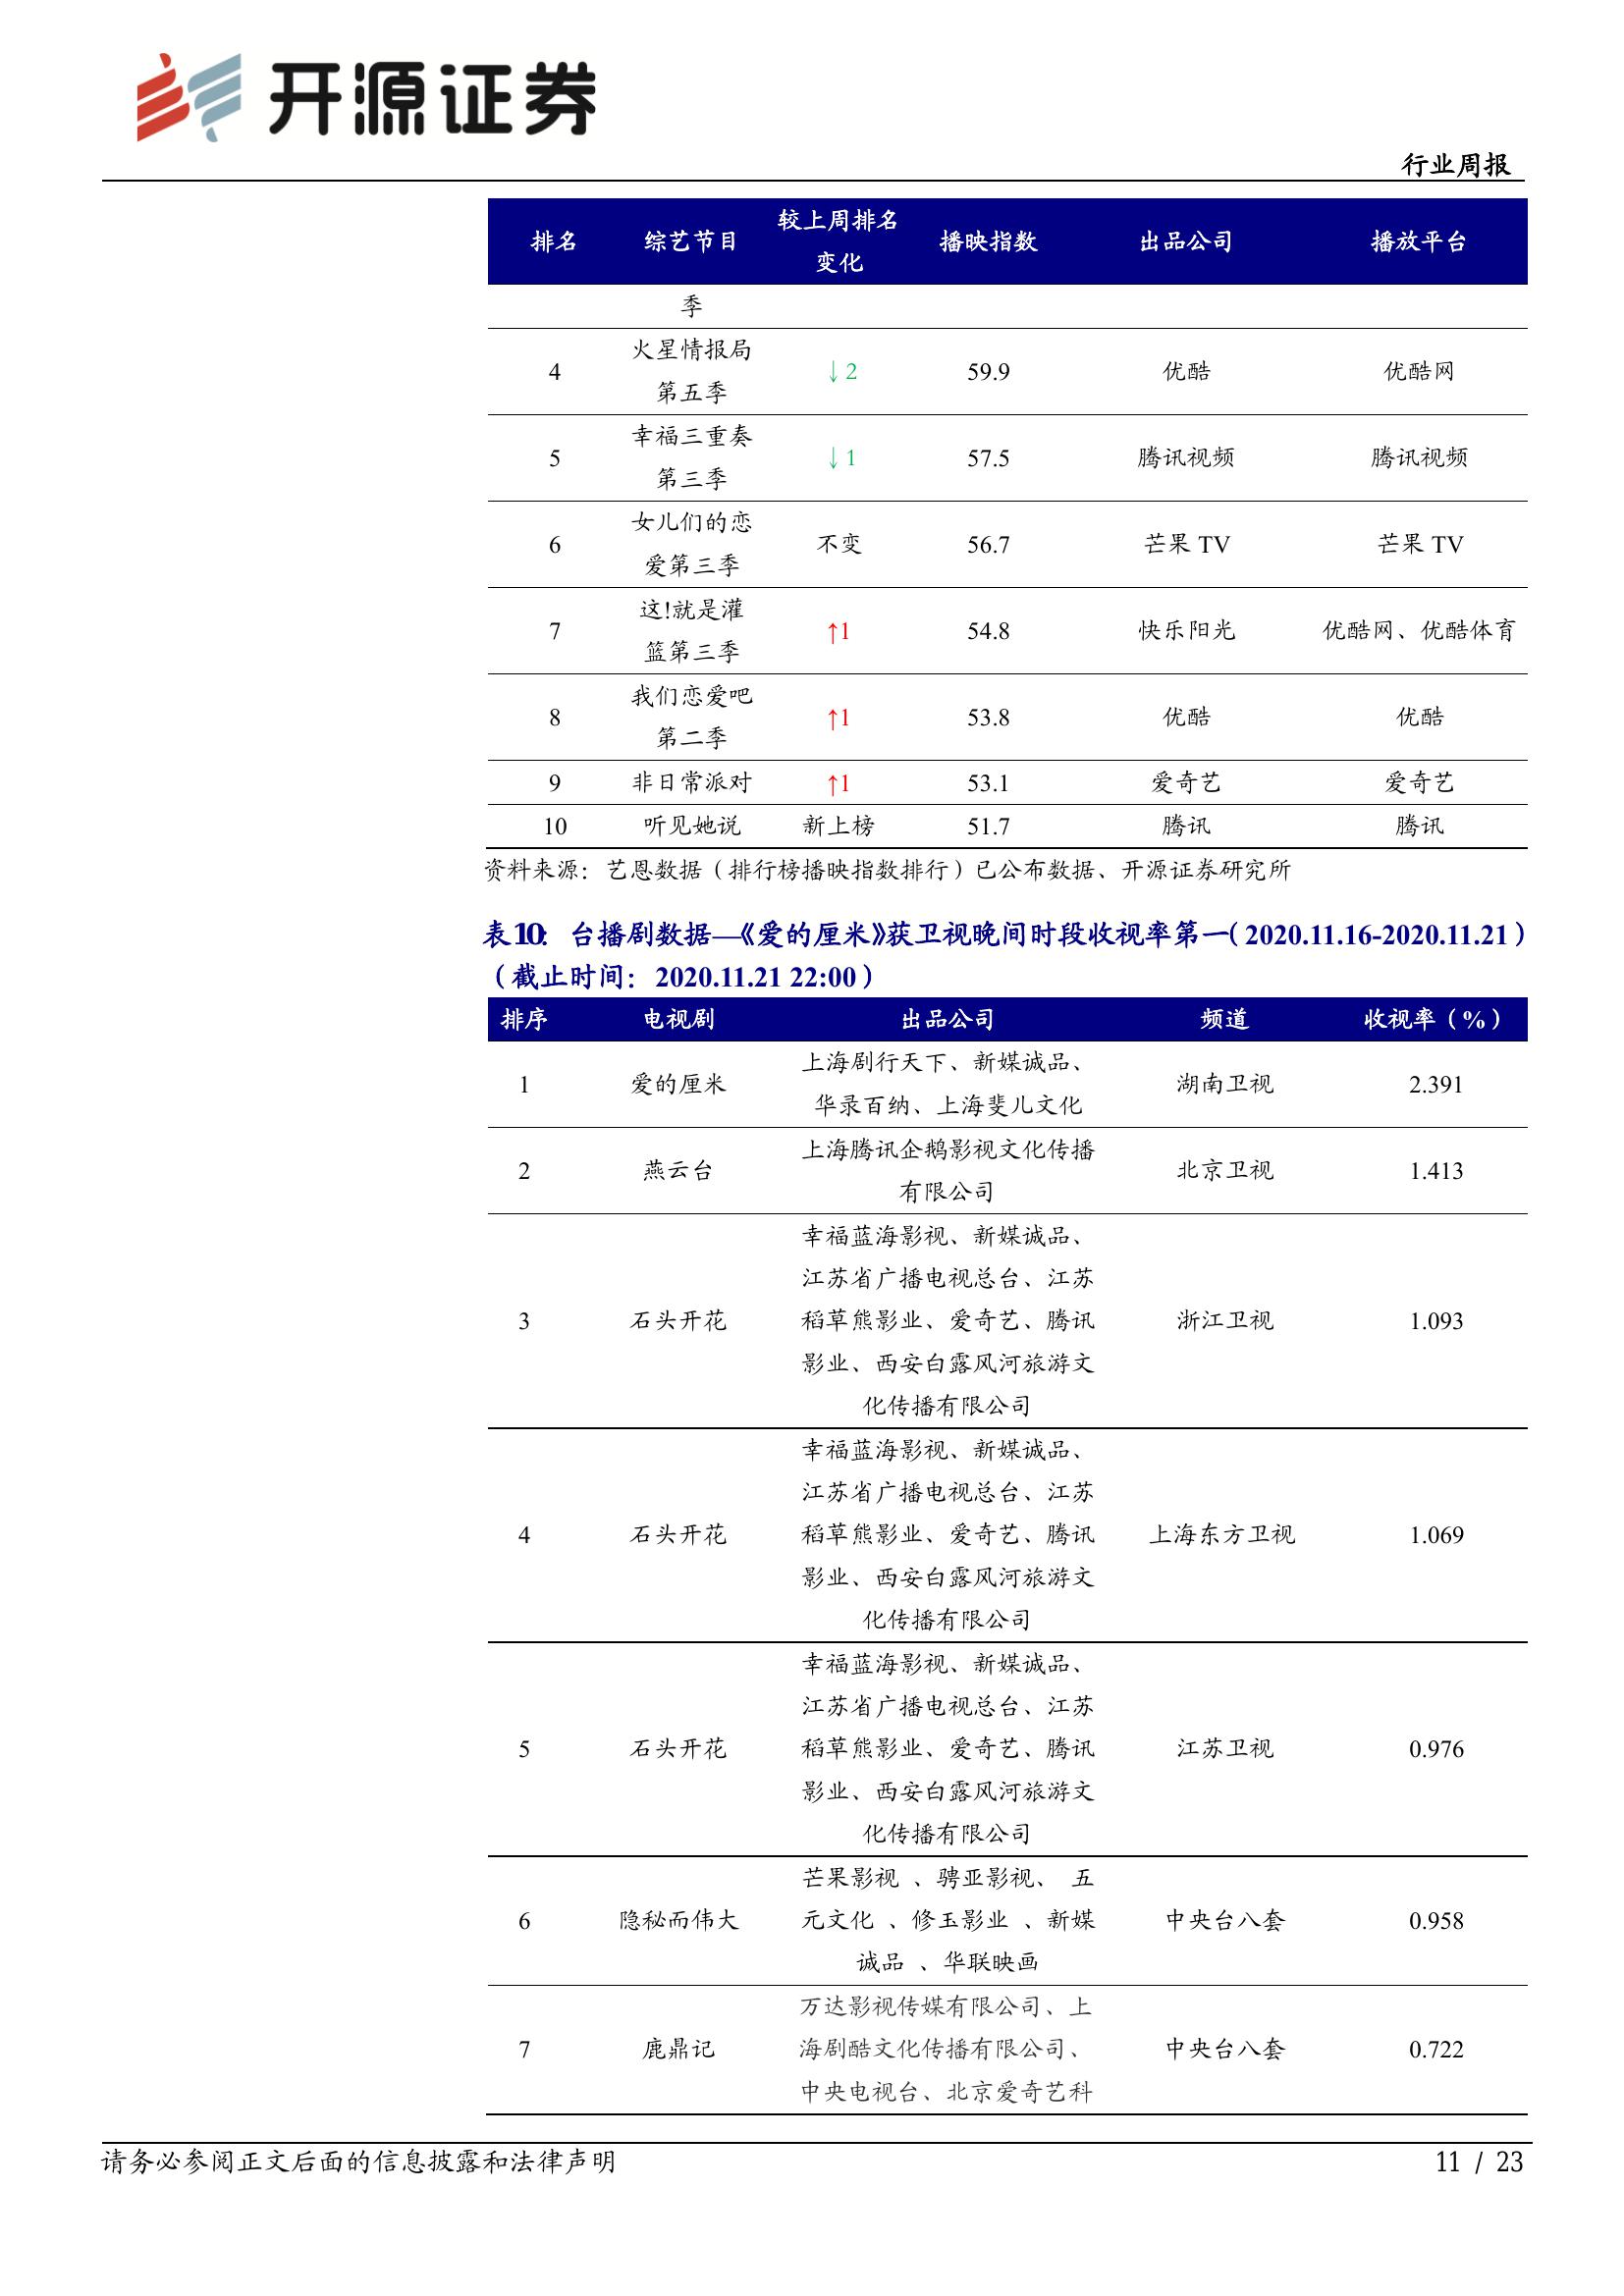 开源证券
行业周报
排名 综艺节目 较上周排名变化 播映指数 出品公司 播放平台
季
4 火星情报局第五季 ↓2 59.9 优酷 优酷网
5 幸福三重奏第三季 ↓1 57.5 腾讯视频 腾讯视频
6 女儿们的恋爱第三季 不变 56.7 芒果 TV 芒果 TV
7 这!就是灌篮第三季 ↑1 54.8 快乐阳光 优酷网、优酷体育
8 我们恋爱吧第二季 ↑1 53.8 优酷 优酷
9 非日常派对 ↑1 53.1 爱奇艺 爱奇艺
10 听见她说 新上榜 51.7 腾讯 腾讯
资料来源：艺恩数据（排行榜播映指数排行）已公布数据、开源证券研究所
表10：台播剧数据—《爱的厘米》获卫视晚间时段收视率第一（2020.11.16-2020.11.21）
（截止时间：2020.11.21 22:00）
排序 电视剧 出品公司 频道 收视率（%）
1 爱的厘米 上海剧行天下、新媒诚品、华录百纳、上海斐儿文化 湖南卫视 2.391
2 燕云台 上海腾讯企鹅影视文化传播有限公司 北京卫视 1.413
3 石头开花 幸福蓝海影视、新媒诚品、江苏省广播电视总台、江苏稻草熊影业、爱奇艺、腾讯影业、西安白露风河旅游文化传播有限公司 浙江卫视 1.093
4 石头开花 幸福蓝海影视、新媒诚品、江苏省广播电视总台、江苏稻草熊影业、爱奇艺、腾讯影业、西安白露风河旅游文化传播有限公司 上海东方卫视 1.069
5 石头开花 幸福蓝海影视、新媒诚品、江苏省广播电视总台、江苏稻草熊影业、爱奇艺、腾讯影业、西安白露风河旅游文化传播有限公司 江苏卫视 0.976
6 隐秘而伟大 芒果影视 、骋亚影视、 五元文化 、修玉影业 、新媒诚品 、华联映画 中央台八套 0.958
7 鹿鼎记 万达影视传媒有限公司、上海剧酷文化传播有限公司、中央电视台、北京爱奇艺科 中央台八套 0.722
请务必参阅正文后面的信息披露和法律声明
11 / 23